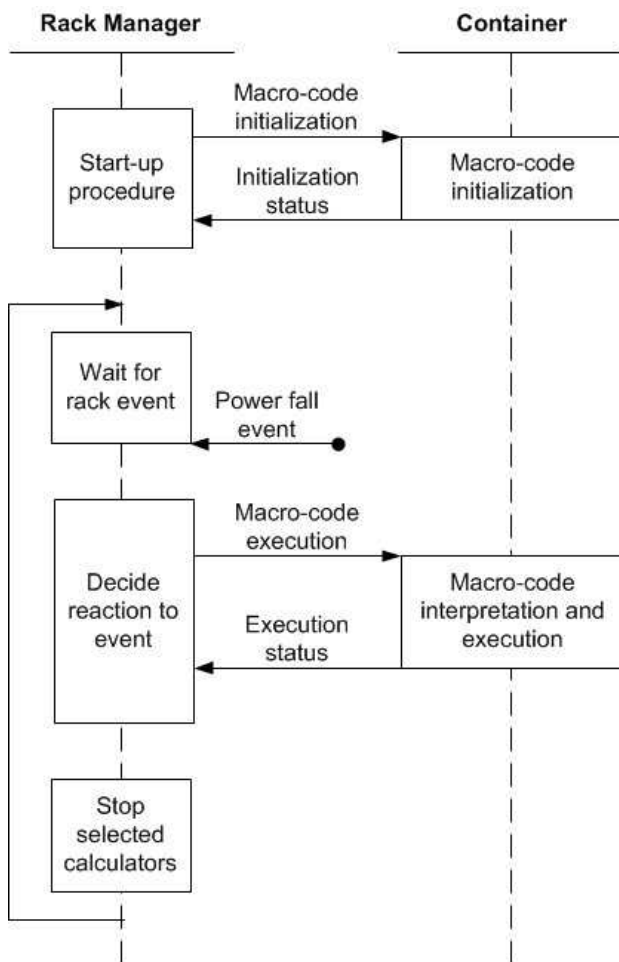 Rack Manager
Container
Macro-code
initialization
Start-up
procedure
Macro-code
initialization
Initialization
status
Wait for
rack event
Power fall
event
Macro-code
execution
Decide
reaction to
event
Macro-code
interpretation and
execution
Execution
status
Stop
selected
calculators